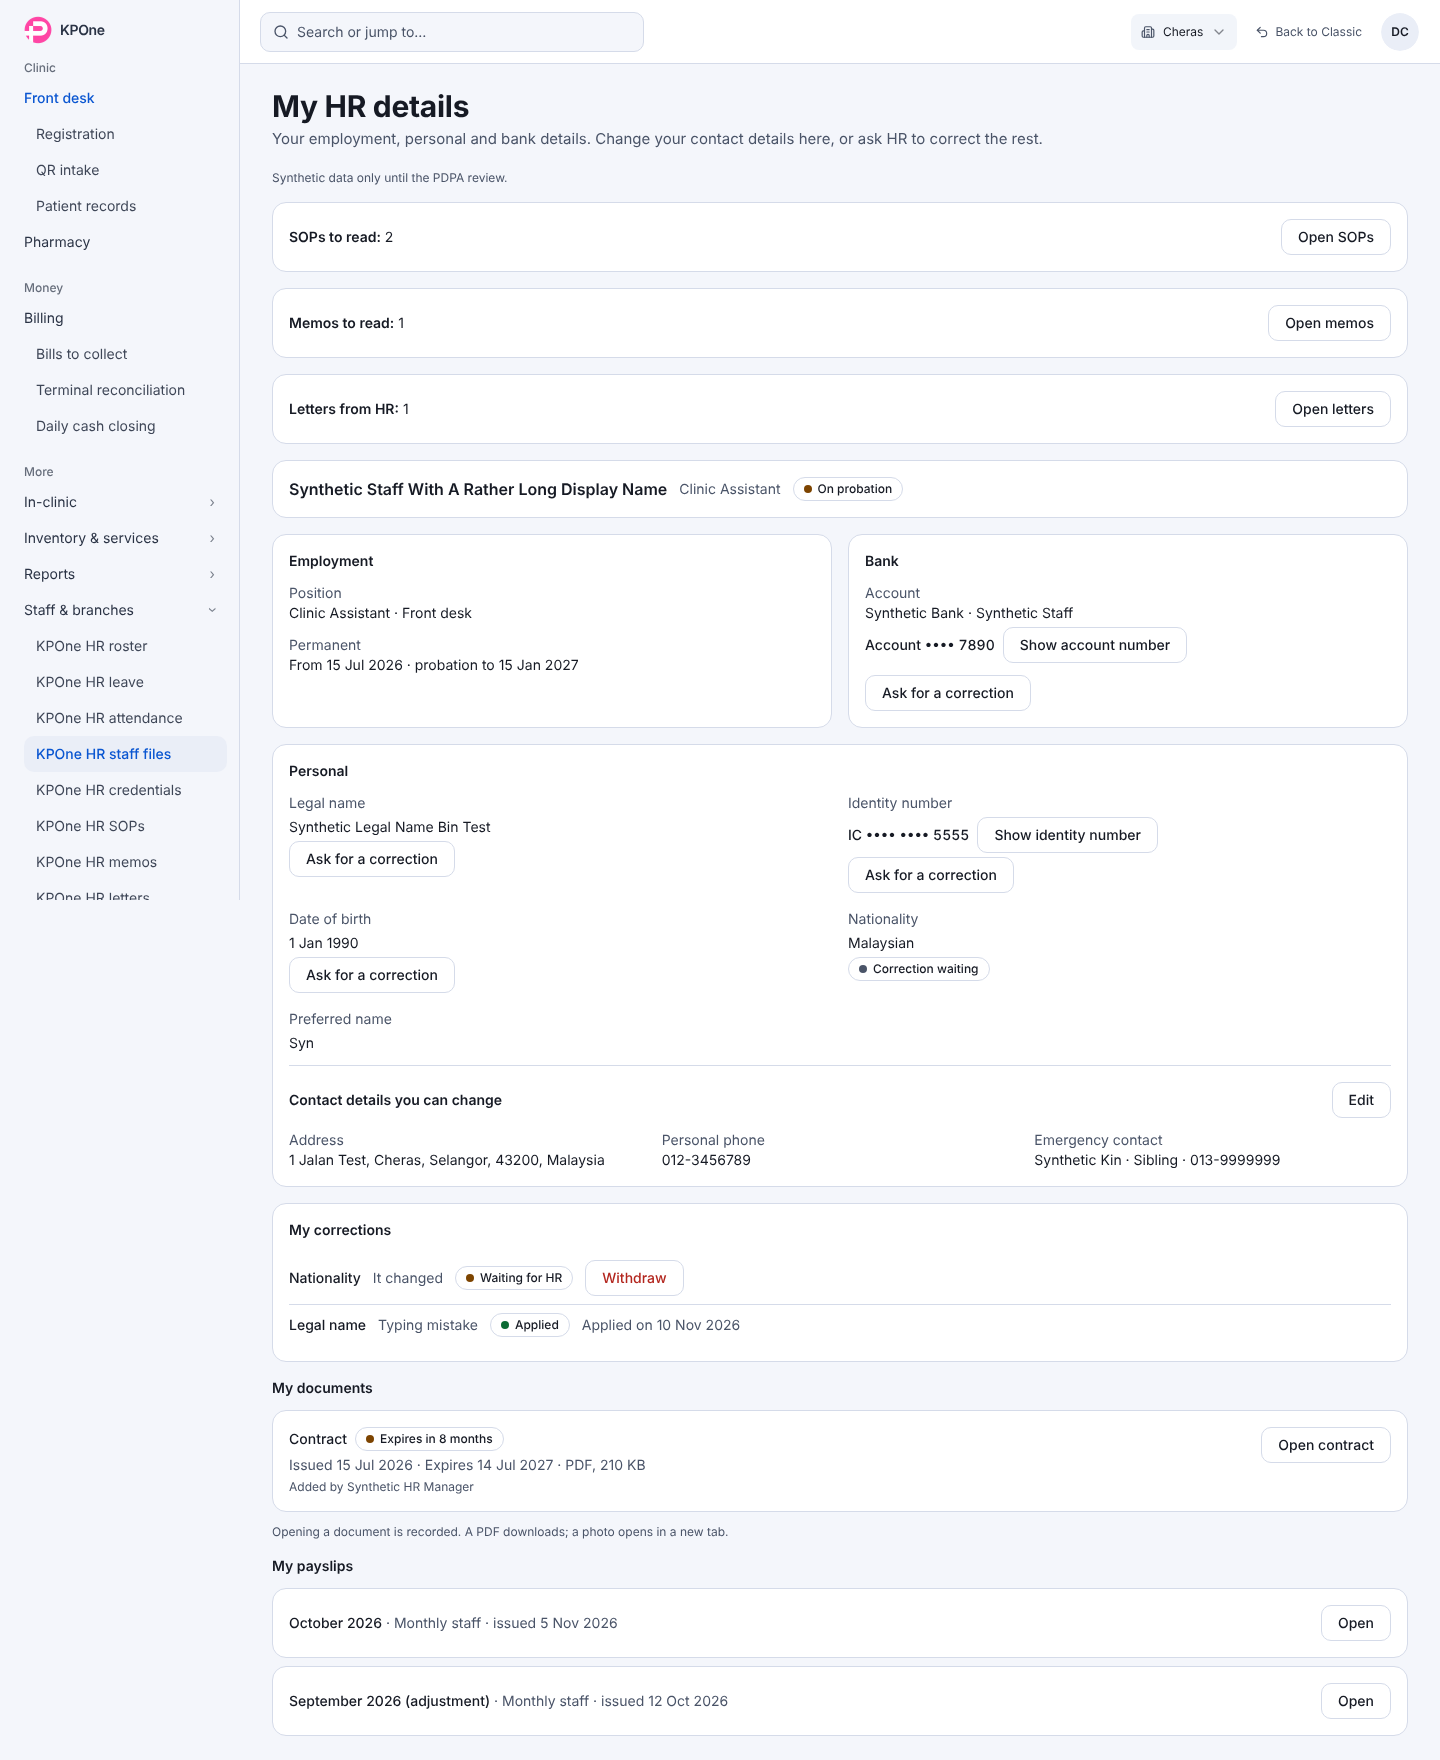 KPOne
Clinic
Front desk
Registration
QR intake
Patient records
Pharmacy
Money
Billing
Bills to collect
Terminal reconciliation
Daily cash closing
More
In-clinic
Inventory & services
Reports
Staff & branches
KPOne HR roster
KPOne HR leave
KPOne HR attendance
KPOne HR staff files
KPOne HR credentials
KPOne HR SOPs
KPOne HR memos
KPOne HR letters
Search or jump to...
Cheras
Back to Classic
DC
My HR details
Your employment, personal and bank details. Change your contact details here, or ask HR to correct the rest.
Synthetic data only until the PDPA review.
SOPs to read: 2
Open SOPs
Memos to read: 1
Open memos
Letters from HR: 1
Open letters
Synthetic Staff With A Rather Long Display Name Clinic Assistant On probation
Employment
Position
Clinic Assistant · Front desk
Permanent
From 15 Jul 2026 · probation to 15 Jan 2027
Bank
Account
Synthetic Bank · Synthetic Staff
Account •••• 7890 Show account number
Ask for a correction
Personal
Legal name
Synthetic Legal Name Bin Test
Ask for a correction
Identity number
IC •••• •••• 5555 Show identity number
Ask for a correction
Date of birth
1 Jan 1990
Ask for a correction
Nationality
Malaysian
Correction waiting
Preferred name
Syn
Contact details you can change
Edit
Address
1 Jalan Test, Cheras, Selangor, 43200, Malaysia
Personal phone
012-3456789
Emergency contact
Synthetic Kin · Sibling · 013-9999999
My corrections
Nationality It changed Waiting for HR Withdraw
Legal name Typing mistake Applied Applied on 10 Nov 2026
My documents
Contract Expires in 8 months
Issued 15 Jul 2026 · Expires 14 Jul 2027 · PDF, 210 KB
Added by Synthetic HR Manager
Open contract
Opening a document is recorded. A PDF downloads; a photo opens in a new tab.
My payslips
October 2026 · Monthly staff · issued 5 Nov 2026
Open
September 2026 (adjustment) · Monthly staff · issued 12 Oct 2026
Open